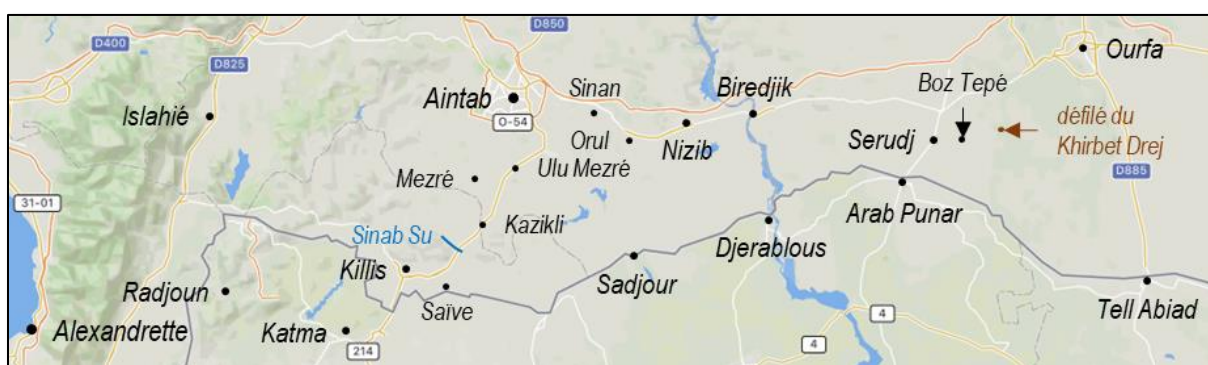 D850
D400
D825
Ourfa
Boz Tepé
Aintab
Sinan
Biredjik
Islahié
O-54
défilé du
Khirbet Drej
Orul
Nizib
Serudj
Mezré
Ulu Mezré
D885
31-01
Arab Punar
Kazikli
Sinab Su
Djerablous
Killis
Sadjour
Radjoun
Saïve
Tell Abiad
Alexandrette
Katma
4
214
4